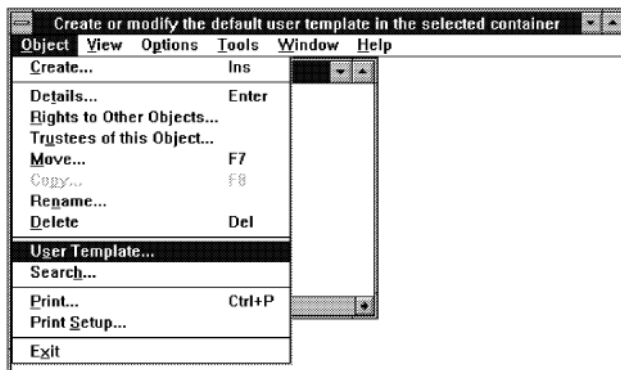 Create or modify the default user template in the selected container
Object View Options Tools Window Help
Create... Ins
Details... Enter
Rights to Other Objects...
Trustees of this Object...
Move... F7
Copy... F8
Rename...
Delete Del
User Template...
Search...
Print... Ctrl+P
Print Setup...
Exit